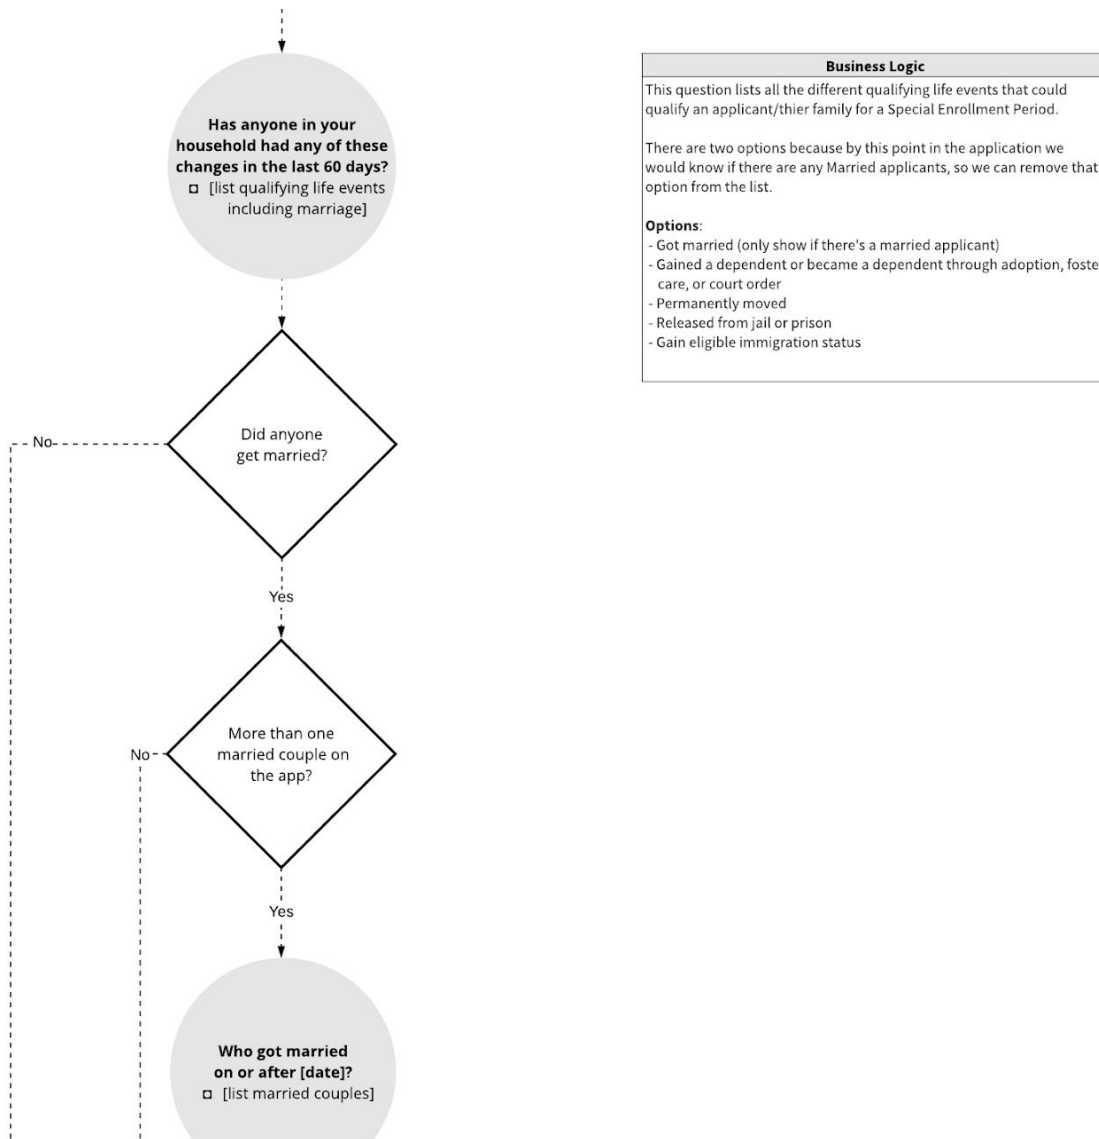 Has anyone in your
household had any of these
changes in the last 60 days?
[list qualifying life events
including marriage]
Did anyone
get married?
No
Yes
More than one
married couple on
the app?
No
Yes
Who got married
on or after [date]?
[list married couples]
Business Logic
This question lists all the different qualifying life events that could
qualify an applicant/thier family for a Special Enrollment Period.
There are two options because by this point in the application we
would know if there are any Married applicants, so we can remove that
option from the list.
Options:
- Got married (only show if there's a married applicant)
- Gained a dependent or became a dependent through adoption, foste
care, or court order
- Permanently moved
- Released from jail or prison
- Gain eligible immigration status